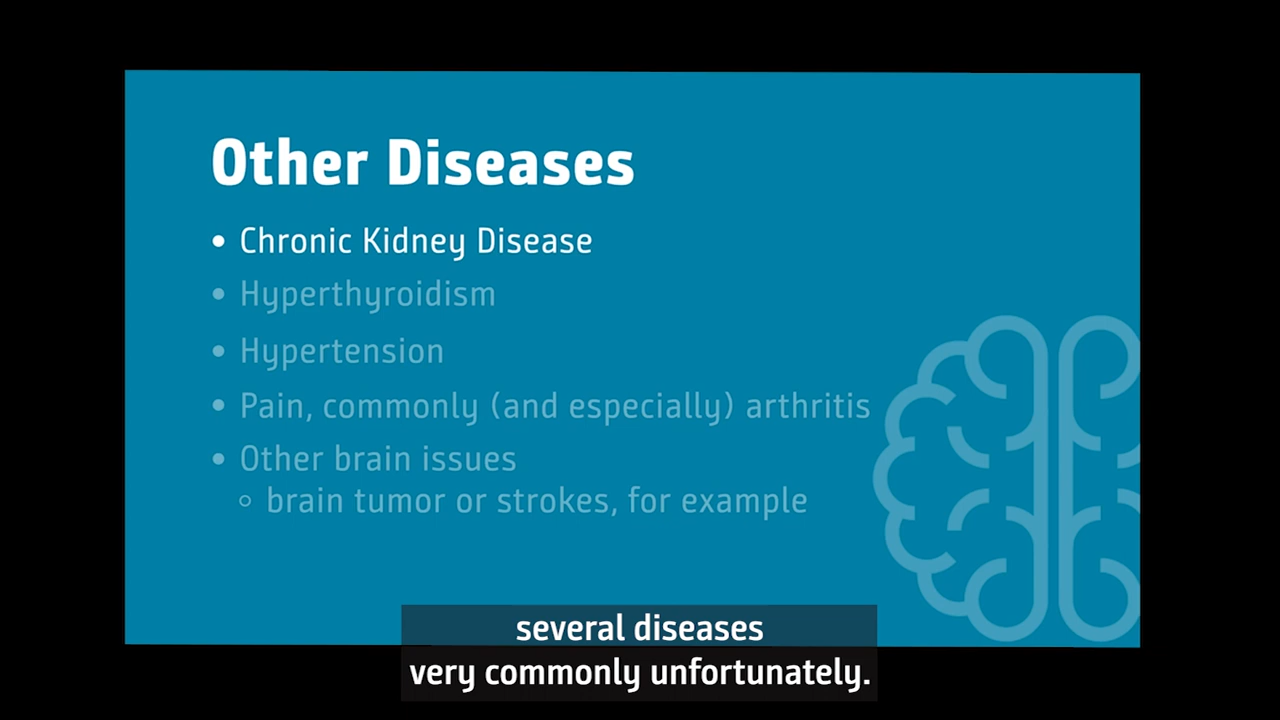 Other Diseases
• Chronic Kidney Disease
• Hyperthyroidism
• Hypertension
• Pain, commonly (and especially) arthritis
• Other brain issues
◦ brain tumor or strokes, for example
several diseases
very commonly unfortunately.